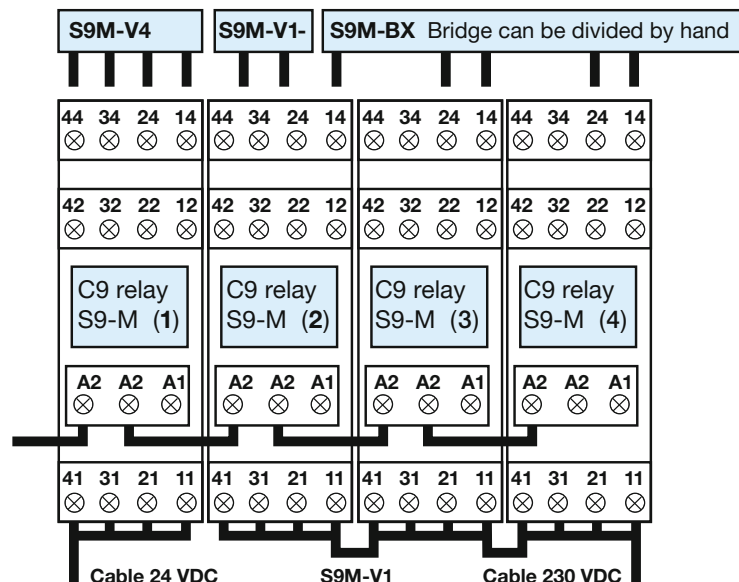 S9M-V4 S9M-V1- S9M-BX Bridge can be divided by hand
44 34 24 14 44 34 24 14 44 34 24 14 44 34 24 14
42 32 22 12 42 32 22 12 42 32 22 12 42 32 22 12
C9 relay C9 relay C9 relay C9 relay
S9-M (1) S9-M (2) S9-M (3) S9-M (4)
A2 A2 A1 A2 A2 A1 A2 A2 A1 A2 A2 A1
41 31 21 11 41 31 21 11 41 31 21 11 41 31 21 11
Cable 24 VDC S9M-V1 Cable 230 VDC